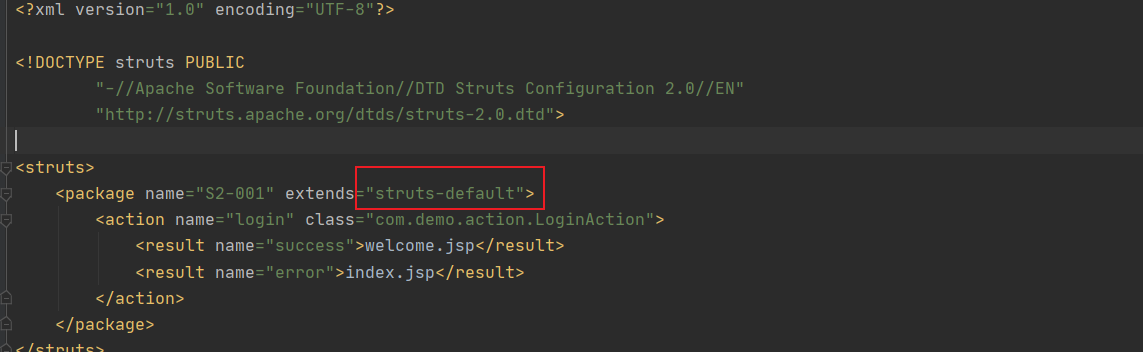 <?xml version="1.0" encoding="UTF-8"?>
<!DOCTYPE struts PUBLIC
"-//Apache Software Foundation//DTD Struts Configuration 2.0//EN"
"http://struts.apache.org/dtds/struts-2.0.dtd">
<struts>
<package name="S2-001" extends="struts-default">
<action name="login" class="com.demo.action.LoginAction">
<result name="success">welcome.jsp</result>
<result name="error">index.jsp</result>
</action>
</package>
</struts>